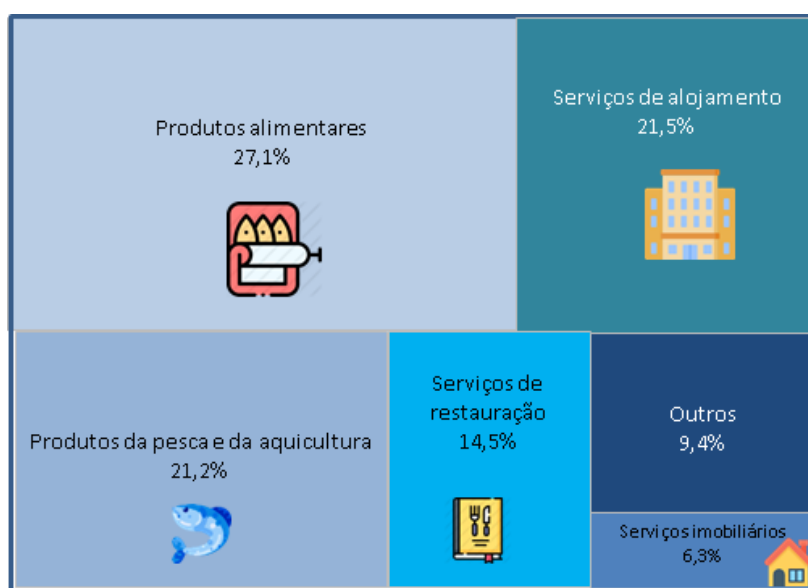 Produtos alimentares
27,1%
Serviços de alojamento
21,5%
Produtos da pesca e da aquicultura
21,2%
Serviços de
restauração
14,5%
Outros
9,4%
Serviços imobiliários
6,3%